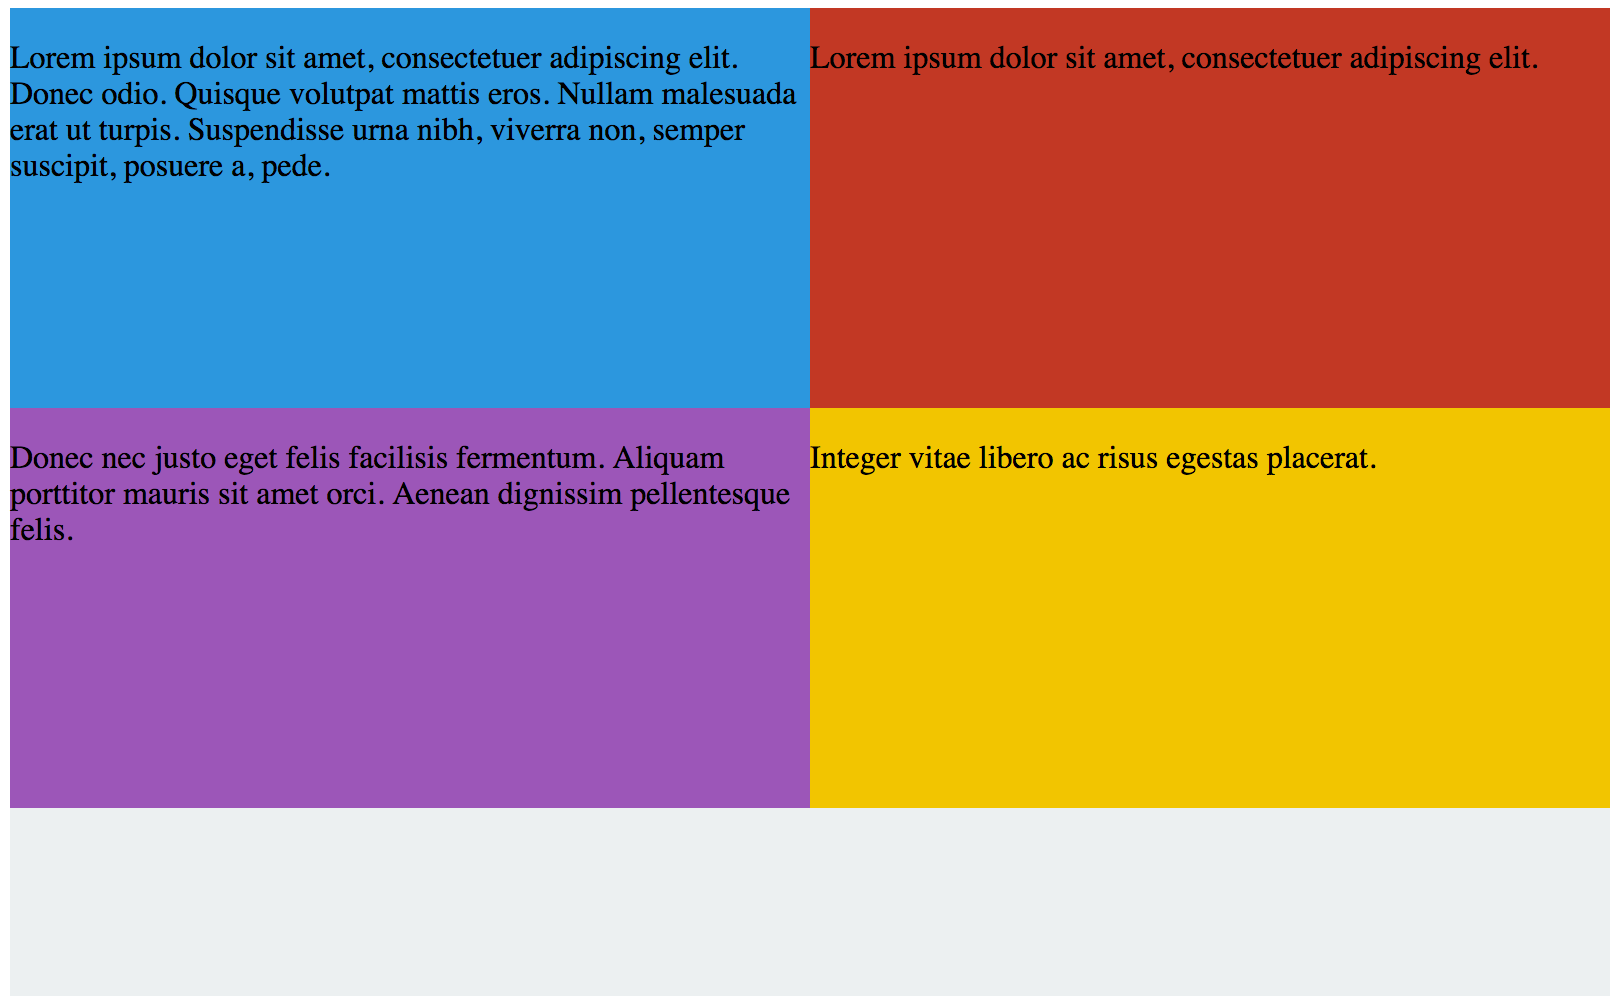 Lorem ipsum dolor sit amet, consectetuer adipiscing elit.
Donec odio. Quisque volutpat mattis eros. Nullam malesuada
erat ut turpis. Suspendisse urna nibh, viverra non, semper
suscipit, posuere a, pede.
Lorem ipsum dolor sit amet, consectetuer adipiscing elit.
Donec nec justo eget felis facilisis fermentum. Aliquam
porttitor mauris sit amet orci. Aenean dignissim pellentesque
felis.
Integer vitae libero ac risus egestas placerat.